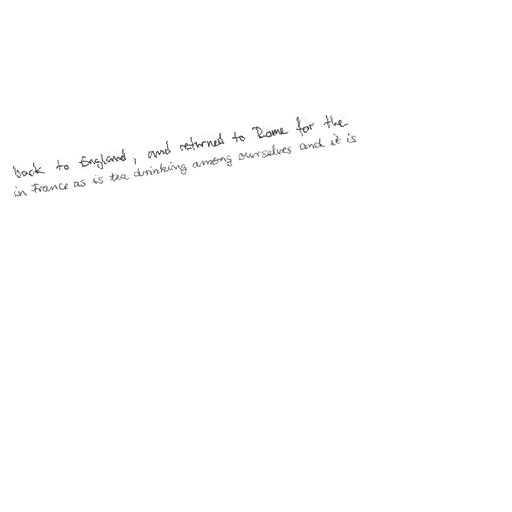 back to England, and returned to Rome for the
in France as is tea drinking among ourselves and it is